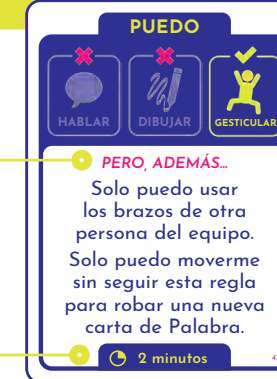 PUEDO
HABLAR DIBUJAR GESTICULAR
PERO, ADEMÁS...
Solo puedo usar
los brazos de otra
persona del equipo.
Solo puedo moverme
sin seguir esta regla
para robar una nueva
carta de Palabra.
2 minutos